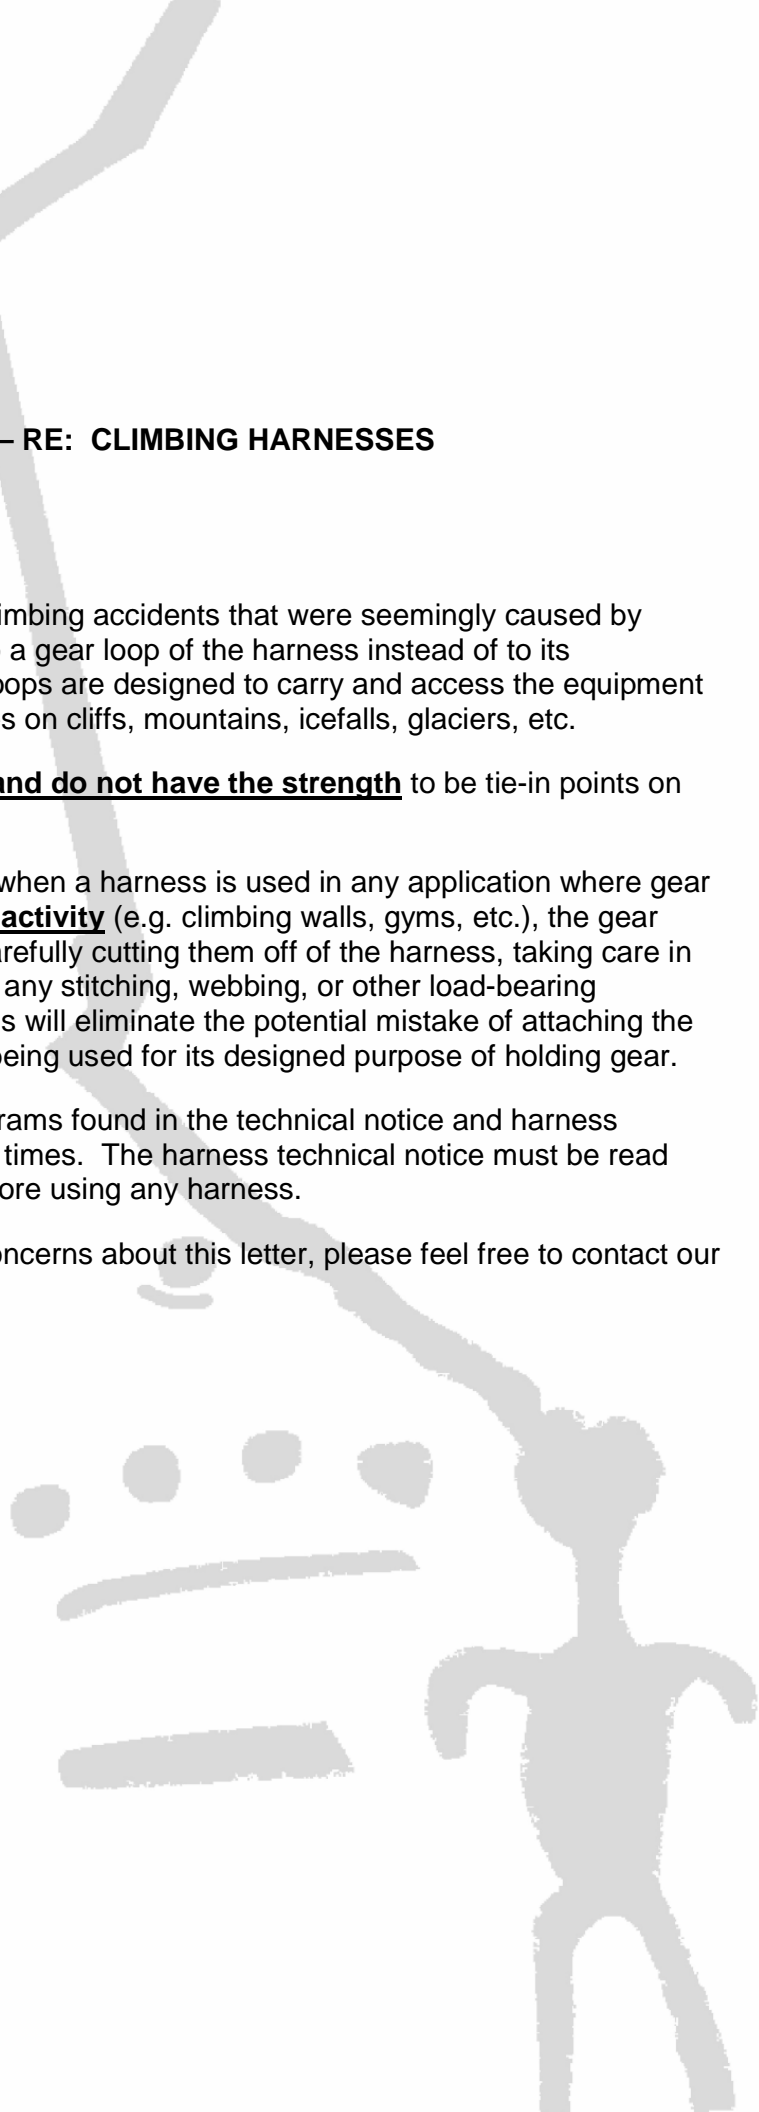 – RE: CLIMBING HARNESSES
limbing accidents that were seemingly caused by
a gear loop of the harness instead of to its
oops are designed to carry and access the equipment
s on cliffs, mountains, icefalls, glaciers, etc.
and do not have the strength to be tie-in points on
when a harness is used in any application where gear
activity (e.g. climbing walls, gyms, etc.), the gear
arefully cutting them off of the harness, taking care in
any stitching, webbing, or other load-bearing
s will eliminate the potential mistake of attaching the
being used for its designed purpose of holding gear.
rams found in the technical notice and harness
times. The harness technical notice must be read
ore using any harness.
oncerns about this letter, please feel free to contact our